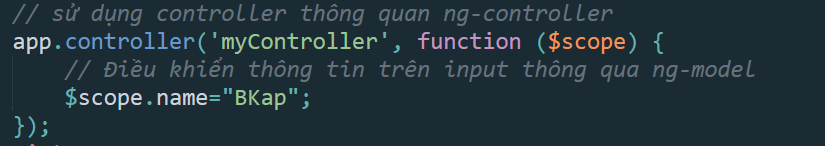 // sử dụng controller thông quan ng-controller
app.controller('myController', function ($scope) {
// Điều khiển thông tin trên input thông qua ng-model
$scope.name="BKap";
});